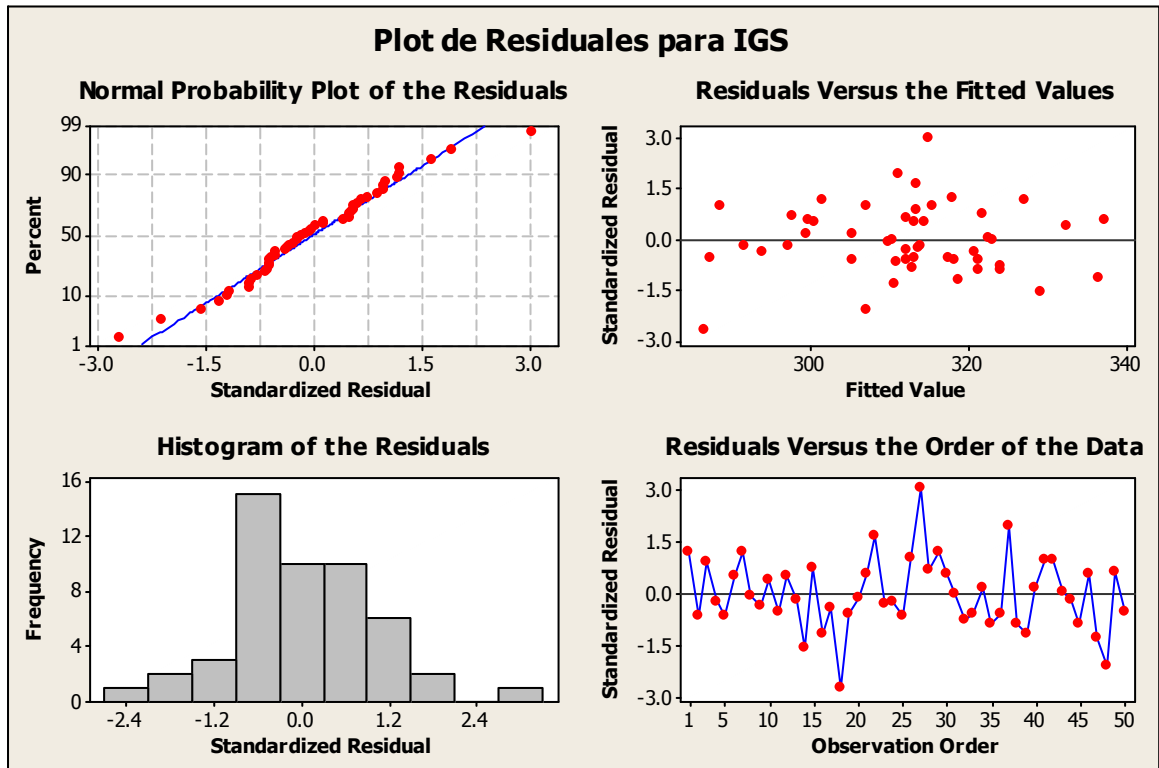 Plot de Residuales para IGS
Normal Probability Plot of the Residuals
Percent
99
90
50
10
1
-3.0 -1.5 0.0 1.5 3.0
Standardized Residual
Residuals Versus the Fitted Values
Standardized Residual
3.0
1.5
0.0
-1.5
-3.0
300 320 340
Fitted Value
Histogram of the Residuals
Frequency
16
12
8
4
0
-2.4 -1.2 0.0 1.2 2.4
Standardized Residual
Residuals Versus the Order of the Data
Standardized Residual
3.0
1.5
0.0
-1.5
-3.0
1 5 10 15 20 25 30 35 40 45 50
Observation Order